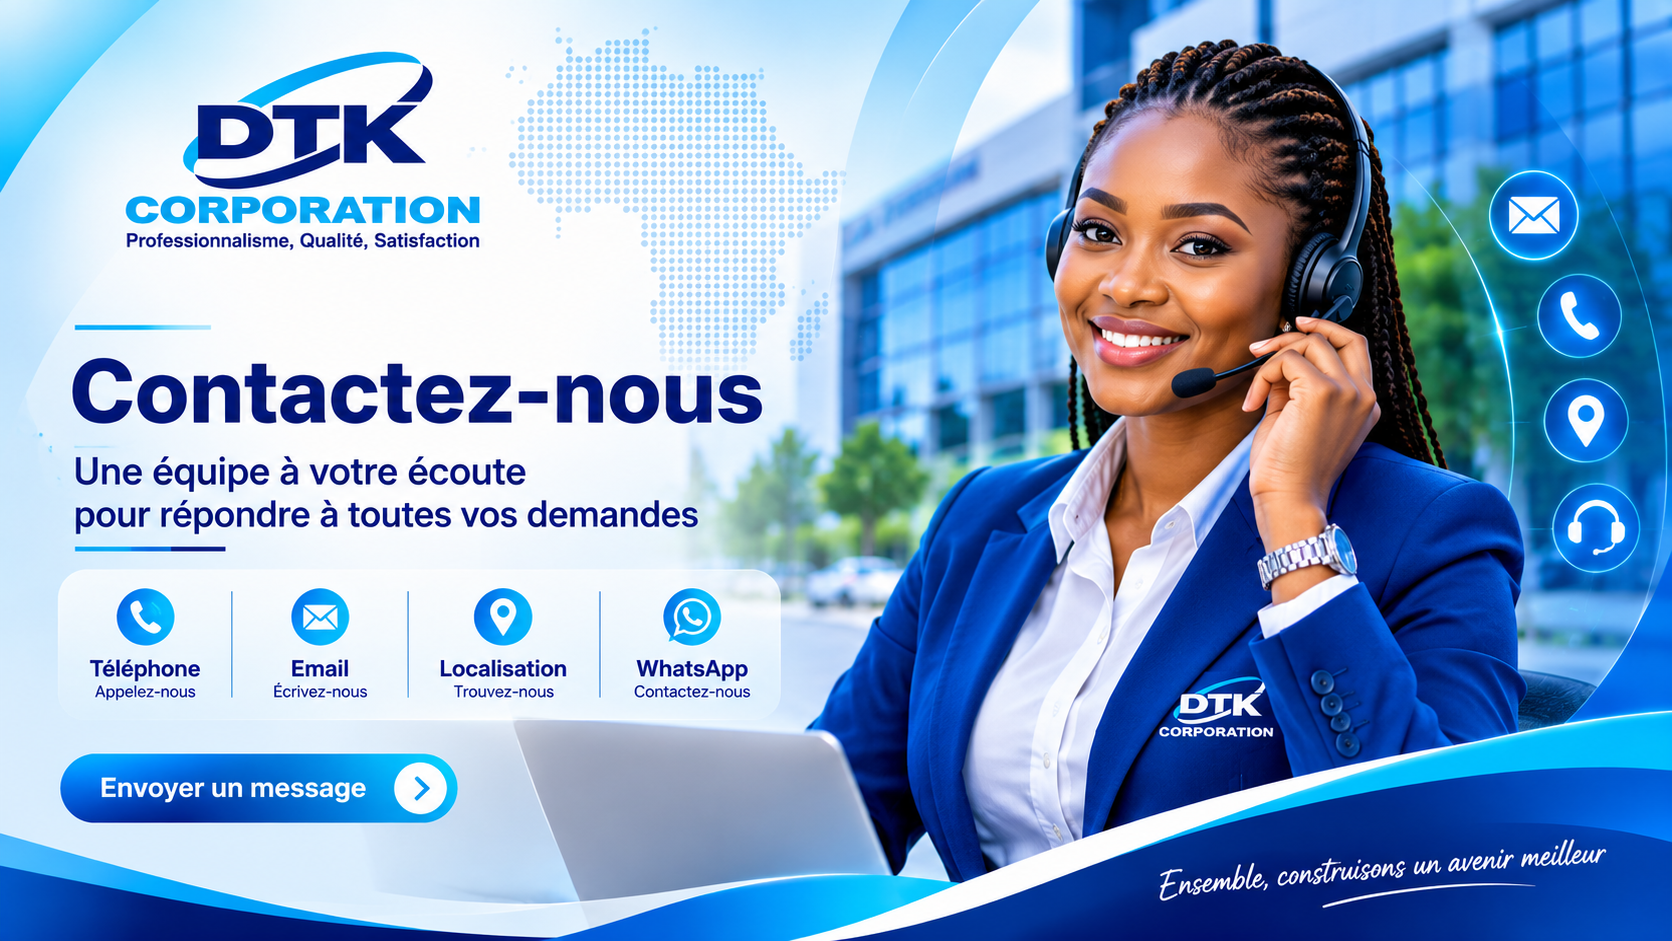 DTK
CORPORATION
Professionnalisme, Qualité, Satisfaction
Contactez-nous
Une équipe à votre écoute
pour répondre à toutes vos demandes
Téléphone
Appelez-nous
Email
Écrivez-nous
Localisation
Trouvez-nous
WhatsApp
Contactez-nous
Envoyer un message
DTK
CORPORATION
Ensemble, construisons un avenir meilleur